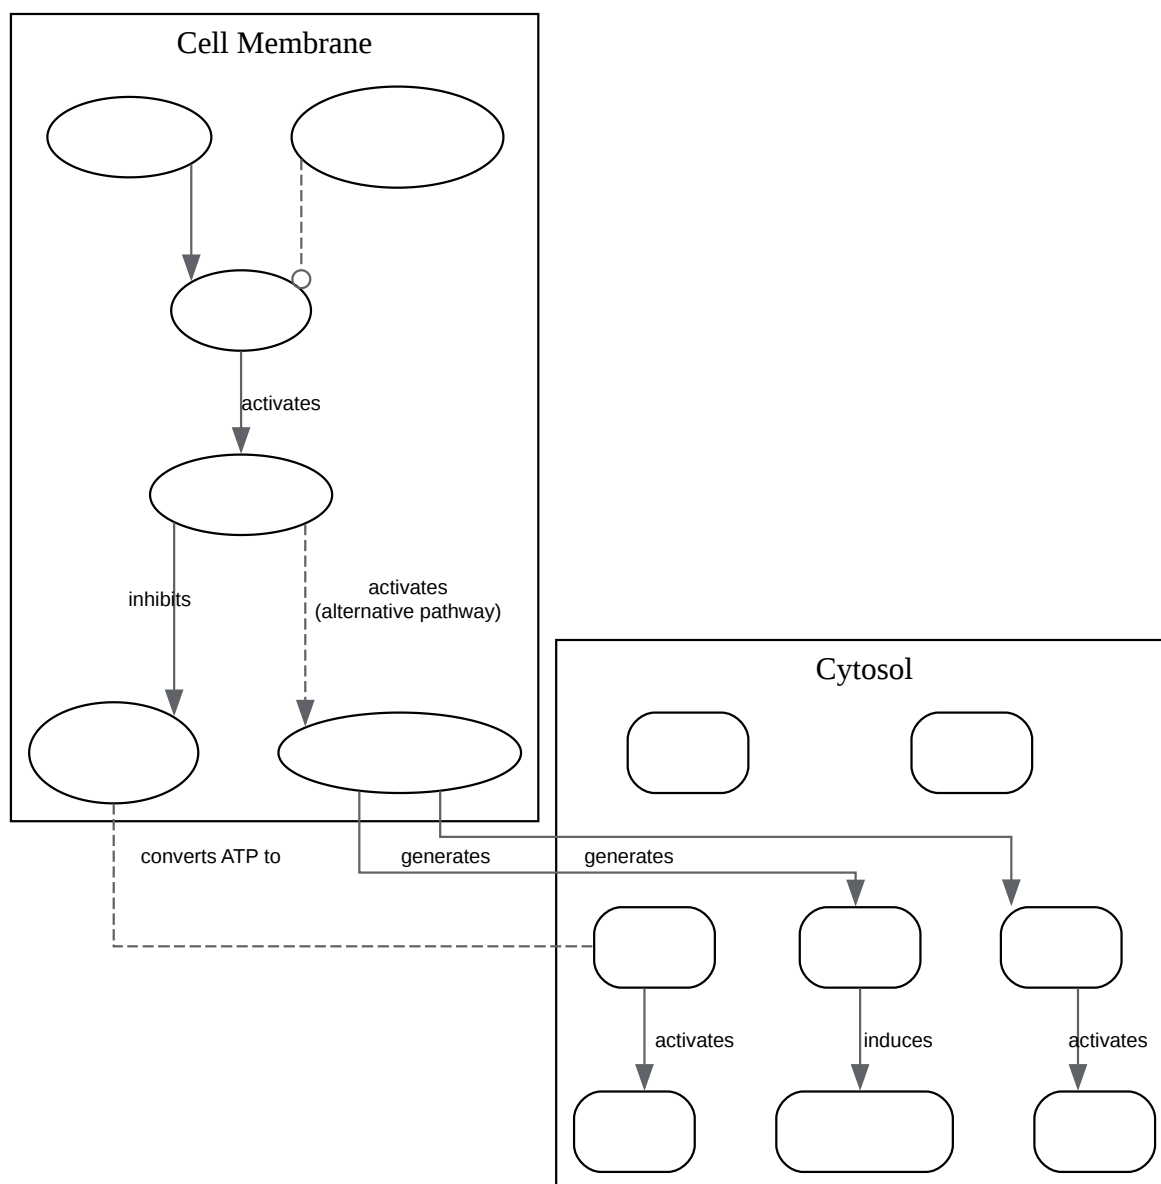 Cell Membrane
activates
inhibits
activates
(alternative pathway)
Cytosol
converts ATP to
generates
generates
activates
induces
activates